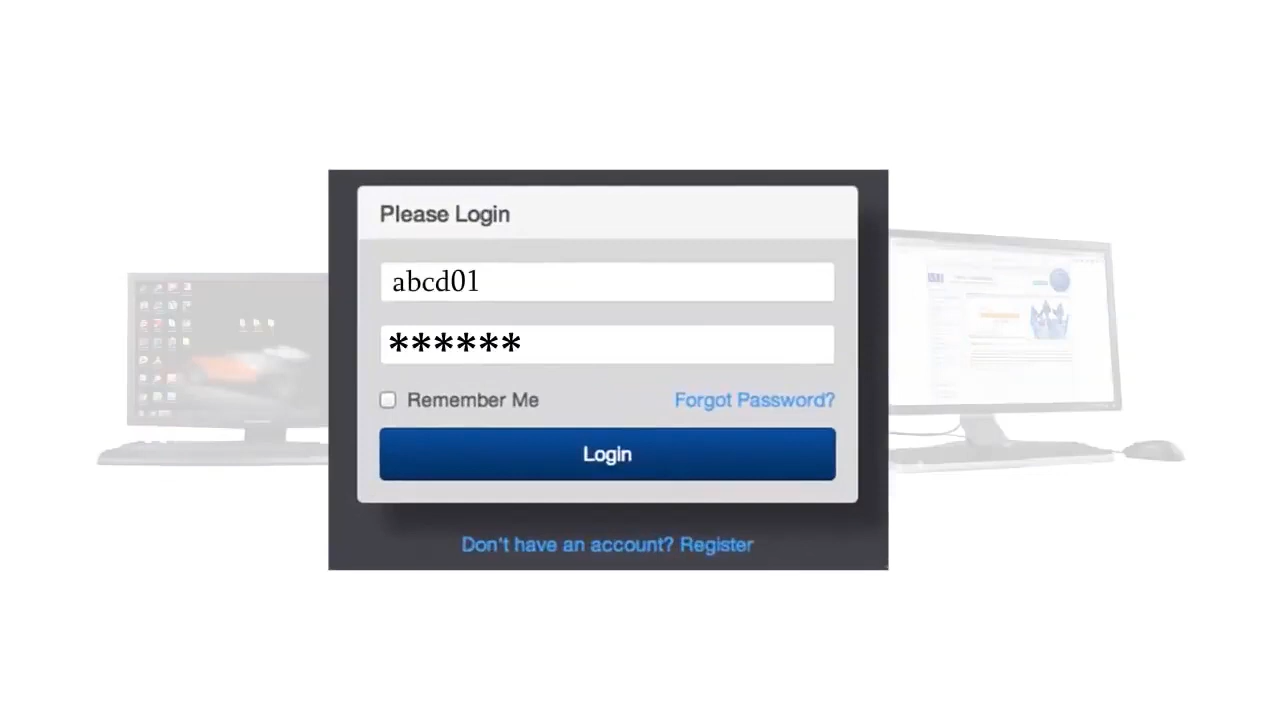 Please Login
abcd01
******
Remember Me
Forgot Password?
Login
Don't have an account? Register